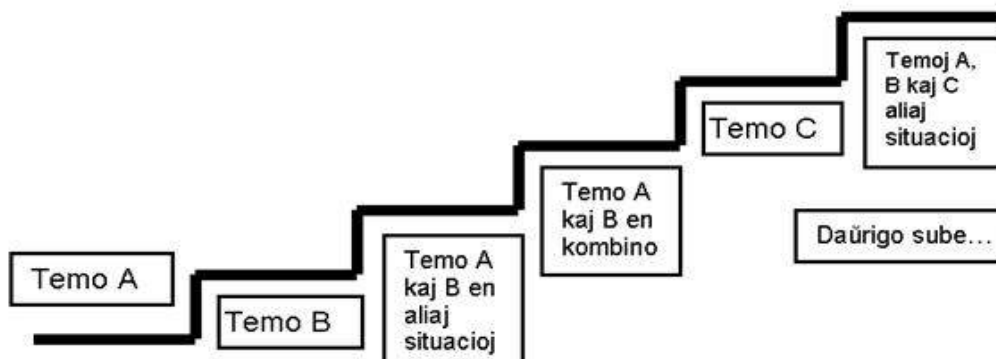 Temo A
Temo B
Temo A
kaj B en
aliaj
situacioj
Temo A
kaj B en
kombino
Temo C
Temoj A,
B kaj C
aliaj
situacioj
Daŭrigo sube…